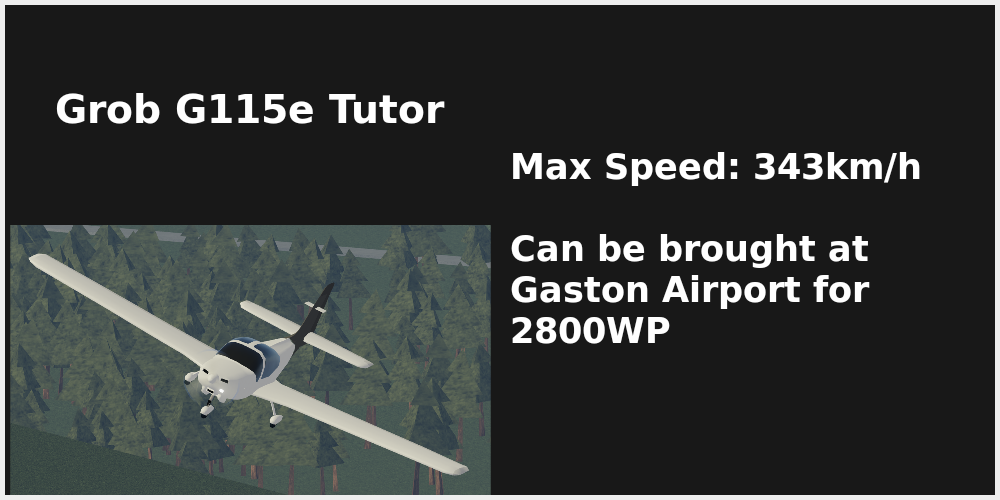 Grob G115e Tutor
Max Speed: 343km/h
Can be brought at
Gaston Airport for
2800WP